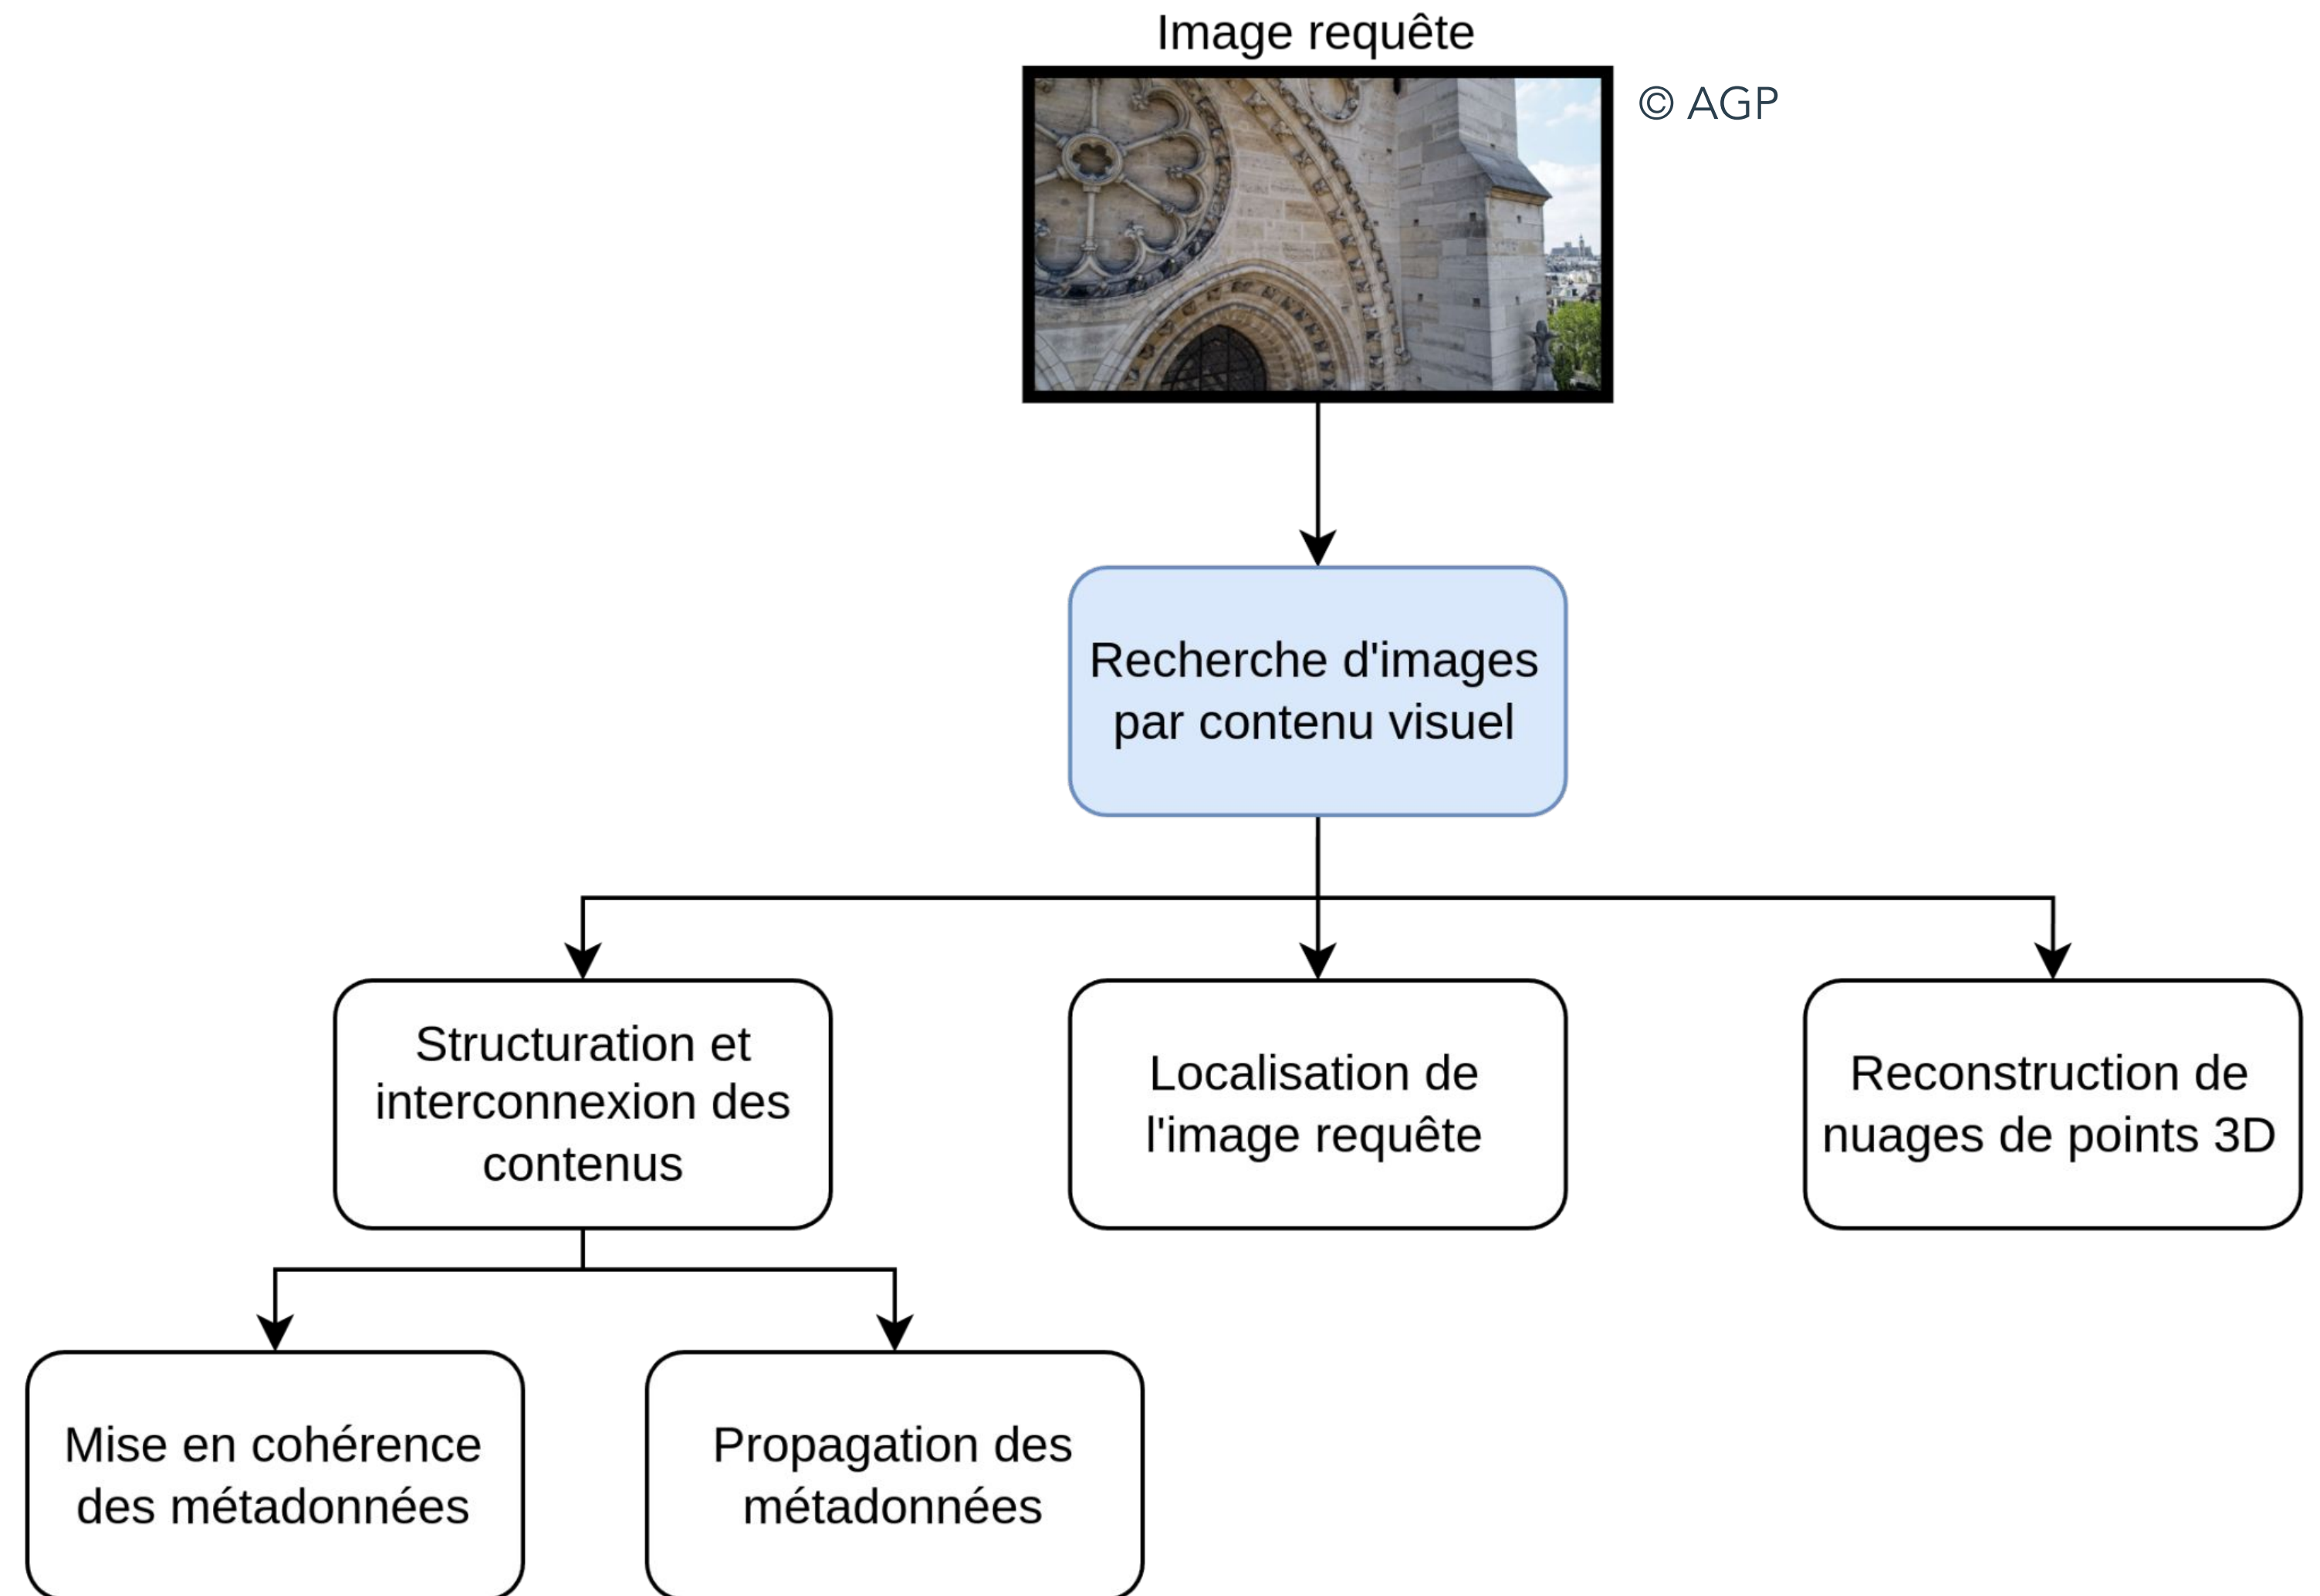 Image requête
© AGP
Recherche d'images
par contenu visuel
Structuration et
interconnexion des
contenus
Localisation de
l'image requête
Reconstruction de
nuages de points 3D
Mise en cohérence
des métadonnées
Propagation des
métadonnées